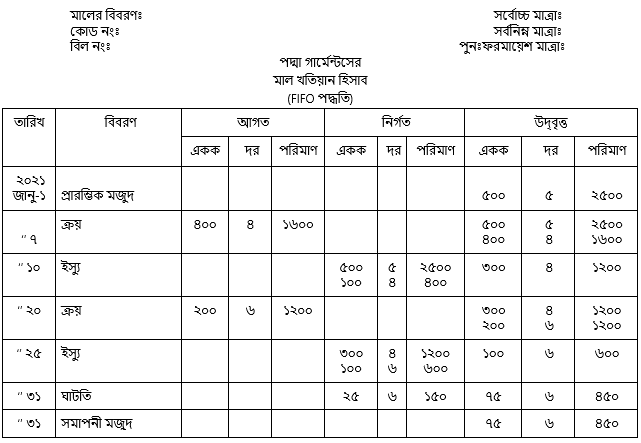 মালের বিবরণঃ সর্বোচ্চ মাত্রাঃ
কোড নংঃ সর্বনিম্ন মাত্রাঃ
বিল নংঃ পুনঃফরমায়েশ মাত্রাঃ
পদ্মা গার্মেন্টসের
মাল খতিয়ান হিসাব
(FIFO পদ্ধতি)
তারিখ বিবরণ আগত নির্গত উদ্‌বৃত্ত
একক দর পরিমাণ একক দর পরিমাণ একক দর পরিমাণ
২০২১
জানু-১ প্রারম্ভিক মজুদ ৫০০ ৫ ২৫০০
ক্রয় ৪০০ ৪ ১৬০০ ৫০০ ৫ ২৫০০
" ৭ ৪০০ ৪ ১৬০০
" ১০ ইস্যু ৫০০ ৫ ২৫০০ ৩০০ ৪ ১২০০
১০০ ৪ ৪০০
" ২০ ক্রয় ২০০ ৬ ১২০০ ৩০০ ৪ ১২০০
২০০ ৬ ১২০০
" ২৫ ইস্যু ৩০০ ৪ ১২০০ ১০০ ৬ ৬০০
১০০ ৬ ৬০০
" ৩১ ঘাটতি ২৫ ৬ ১৫০ ৭৫ ৬ ৪৫০
" ৩১ সমাপনী মজুদ ৭৫ ৬ ৪৫০